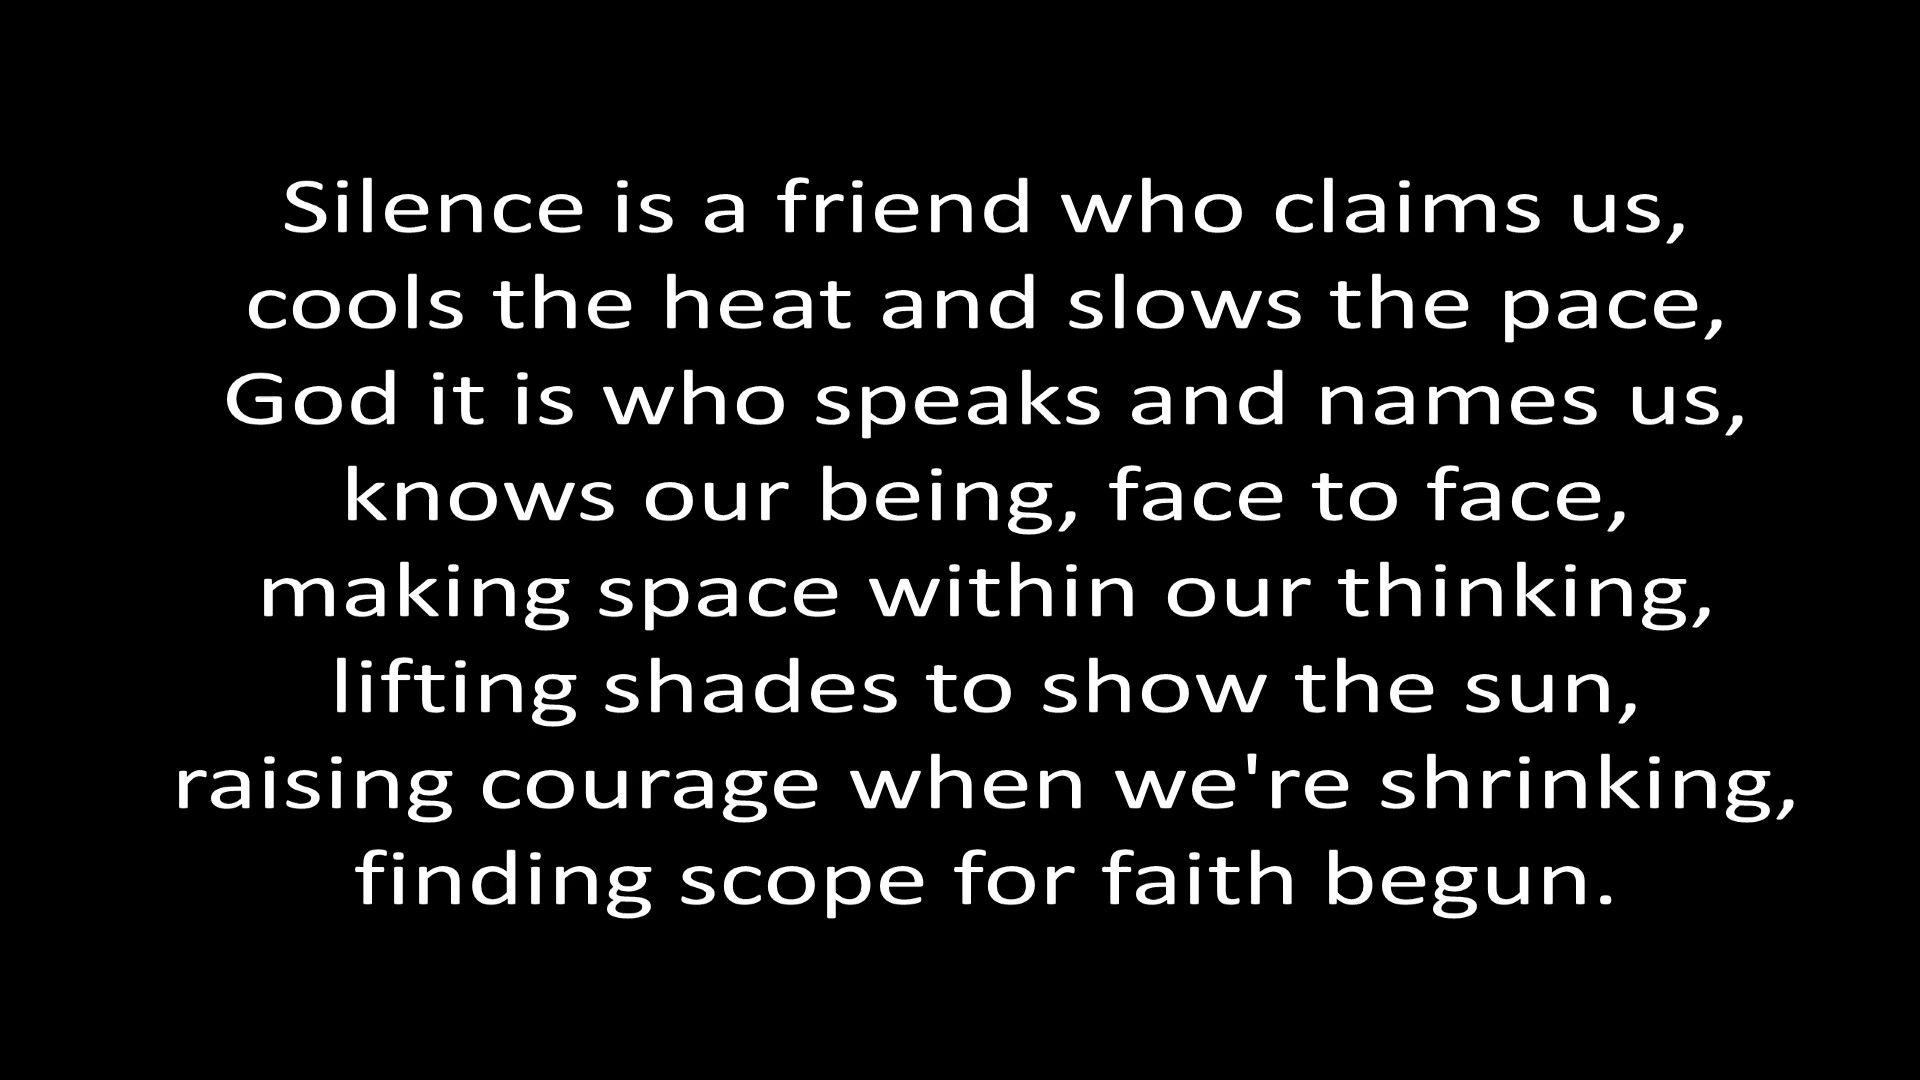 Silence is a friend who claims us,
cools the heat and slows the pace,
God it is who speaks and names us,
knows our being, face to face,
making space within our thinking,
lifting shades to show the sun,
raising courage when we're shrinking,
finding scope for faith begun.